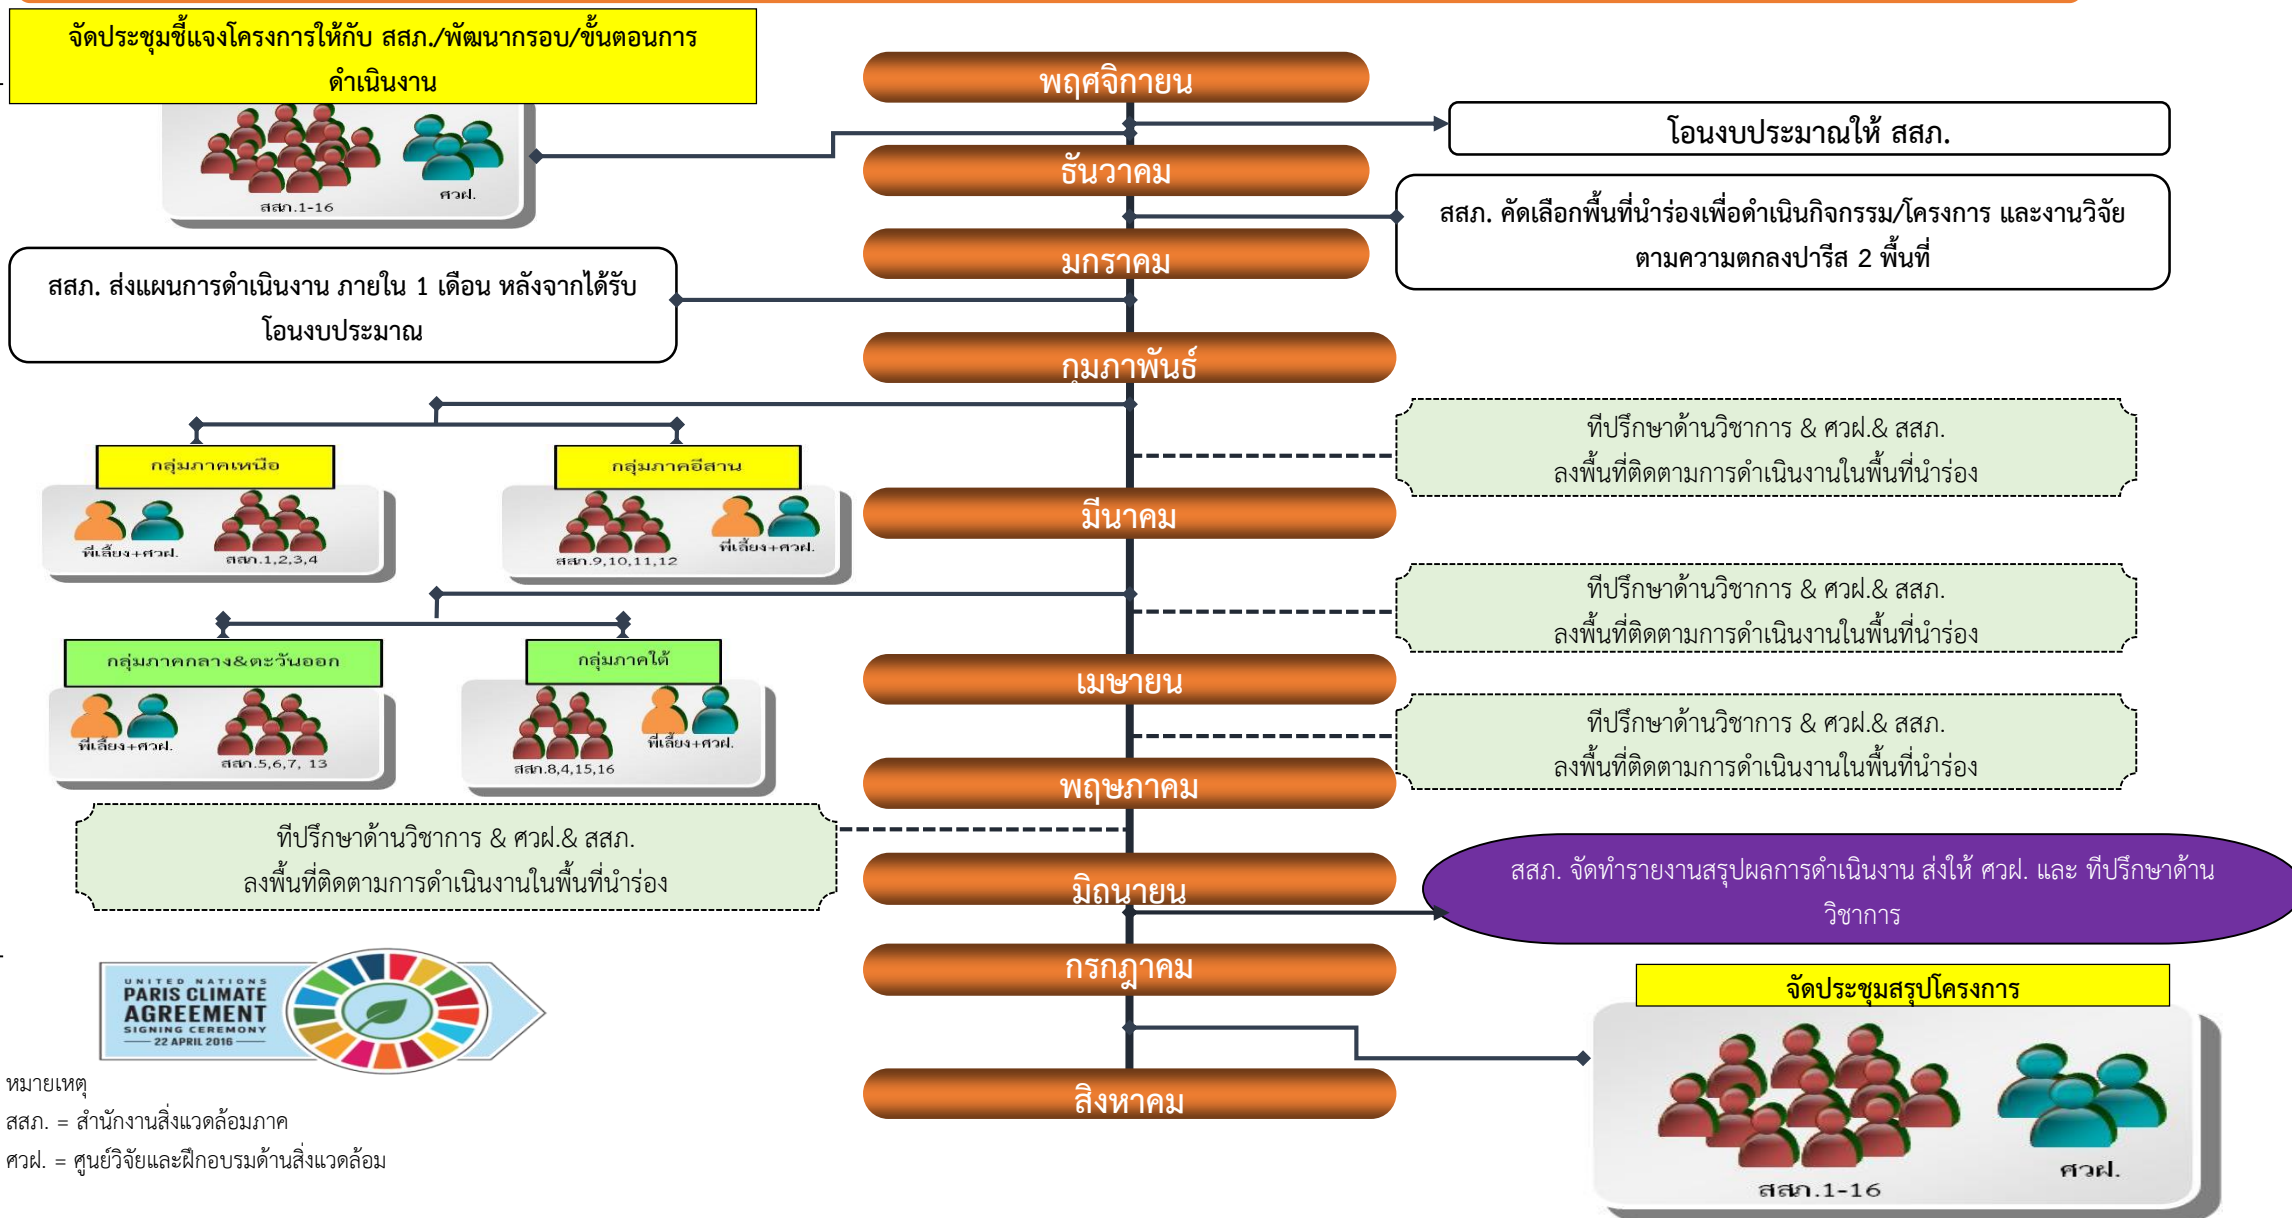 จัดประชุมชี้แจงโครงการให้กับ สสภ./พัฒนากรอบ/ขั้นตอนการ
ดำเนินงาน
สสภ.1-16
ศวฝ.
พฤศจิกายน
โอนงบประมาณให้ สสภ.
ธันวาคม
สสภ. คัดเลือกพื้นที่นำร่องเพื่อดำเนินกิจกรรม/โครงการ และงานวิจัย
ตามความตกลงปารีส 2 พื้นที่
มกราคม
สสภ. ส่งแผนการดำเนินงาน ภายใน 1 เดือน หลังจากได้รับ
โอนงบประมาณ
กุมภาพันธ์
กลุ่มภาคเหนือ
พี่เลี้ยง+ศวฝ.
สสภ.1,2,3,4
กลุ่มภาคอีสาน
สสภ.9,10,11,12
พี่เลี้ยง+ศวฝ.
ที่ปรึกษาด้านวิชาการ & ศวฝ.& สสภ.
ลงพื้นที่ติดตามการดำเนินงานในพื้นที่นำร่อง
มีนาคม
ที่ปรึกษาด้านวิชาการ & ศวฝ.& สสภ.
ลงพื้นที่ติดตามการดำเนินงานในพื้นที่นำร่อง
กลุ่มภาคกลาง&ตะวันออก
พี่เลี้ยง+ศวฝ.
สสภ.5,6,7, 13
กลุ่มภาคใต้
สสภ.8,4,15,16
พี่เลี้ยง+ศวฝ.
เมษายน
ที่ปรึกษาด้านวิชาการ & ศวฝ.& สสภ.
ลงพื้นที่ติดตามการดำเนินงานในพื้นที่นำร่อง
พฤษภาคม
ที่ปรึกษาด้านวิชาการ & ศวฝ.& สสภ.
ลงพื้นที่ติดตามการดำเนินงานในพื้นที่นำร่อง
มิถุนายน
สสภ. จัดทำรายงานสรุปผลการดำเนินงาน ส่งให้ ศวฝ. และ ที่ปรึกษาด้าน
วิชาการ
กรกฎาคม
จัดประชุมสรุปโครงการ
สสภ.1-16
ศวฝ.
สิงหาคม
UNITED NATIONS
PARIS CLIMATE
AGREEMENT
SIGNING CEREMONY
22 APRIL 2016
หมายเหตุ
สสภ. = สำนักงานสิ่งแวดล้อมภาค
ศวฝ. = ศูนย์วิจัยและฝึกอบรมด้านสิ่งแวดล้อม